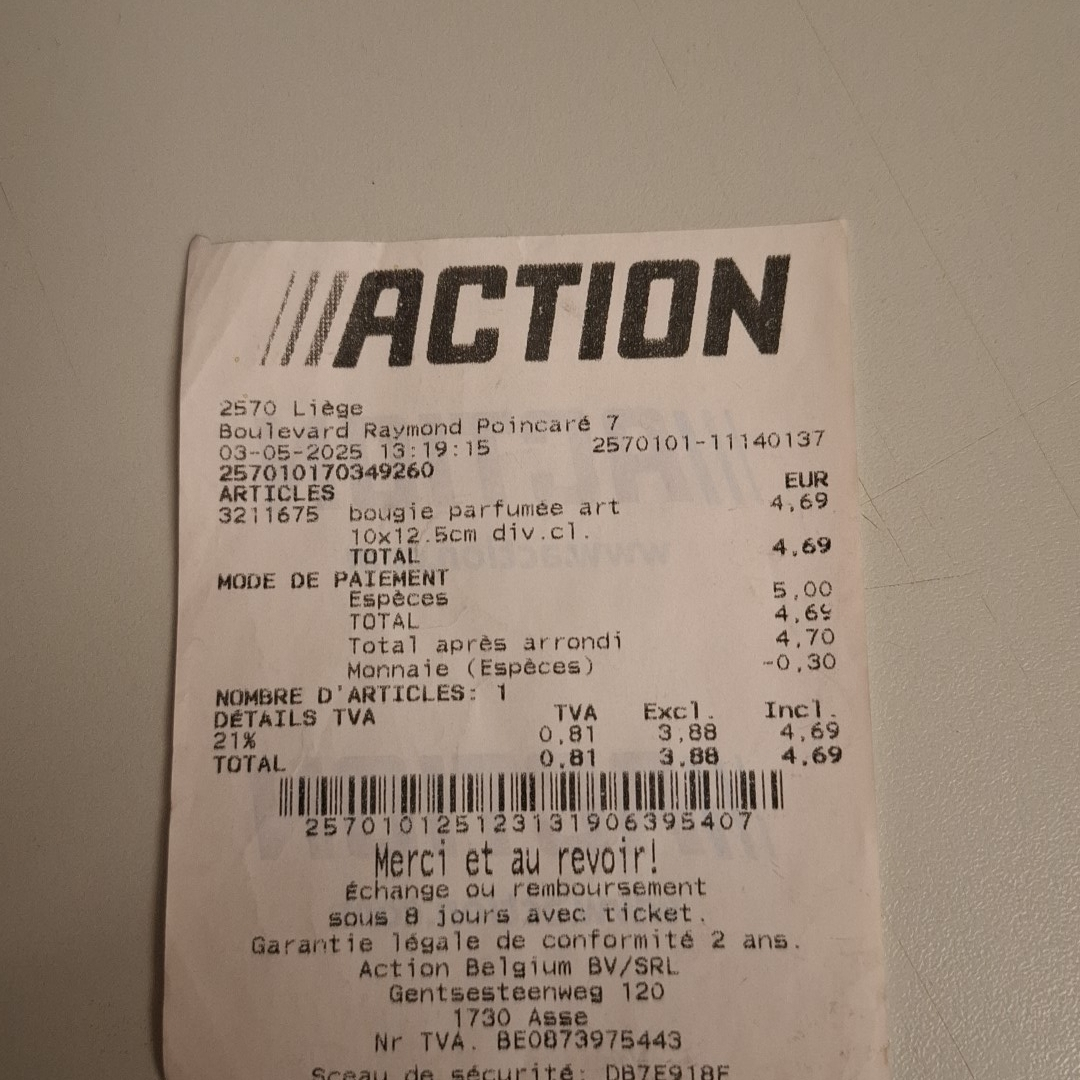 ACTION
2570 Liège
Boulevard Raymond Poincaré 7
03-05-2025 13:19:15 2570101-11140137
257010170349260
ARTICLES EUR
3211675 bougie parfumée art 4,69
10x12.5cm div.cl.
TOTAL 4,69
MODE DE PAIEMENT
Espèces 5,00
TOTAL 4,69
Total après arrondi 4,70
Monnaie (Espèces) -0,30
NOMBRE D'ARTICLES: 1
DÉTAILS TVA TVA Excl. Incl.
21% 0,81 3,88 4,69
TOTAL 0,81 3,88 4,69
257010125123131906395407
Merci et au revoir!
Échange ou remboursement
sous 8 jours avec ticket.
Garantie légale de conformité 2 ans.
Action Belgium BV/SRL
Gentsesteenweg 120
1730 Asse
Nr TVA. BE0873975443
Sceau de sécurité: DB7E918F